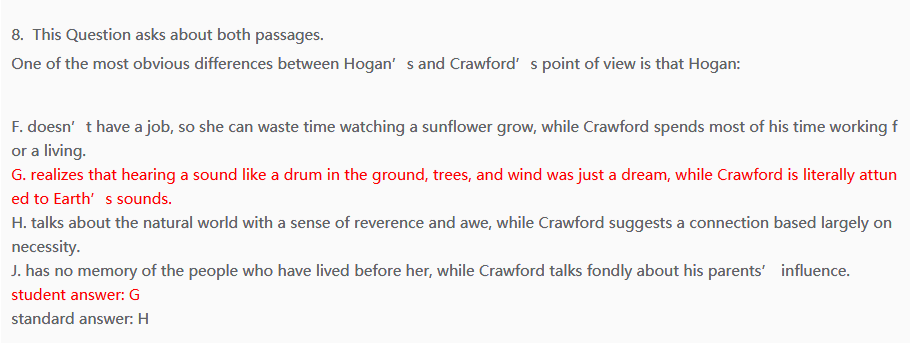 8. This Question asks about both passages.
One of the most obvious differences between Hogan' s and Crawford' s point of view is that Hogan:
F. doesn' t have a job, so she can waste time watching a sunflower grow, while Crawford spends most of his time working f
or a living.
G. realizes that hearing a sound like a drum in the ground, trees, and wind was just a dream, while Crawford is literally attun
ed to Earth' s sounds.
H. talks about the natural world with a sense of reverence and awe, while Crawford suggests a connection based largely on
necessity.
J. has no memory of the people who have lived before her, while Crawford talks fondly about his parents' influence.
student answer: G
standard answer: H